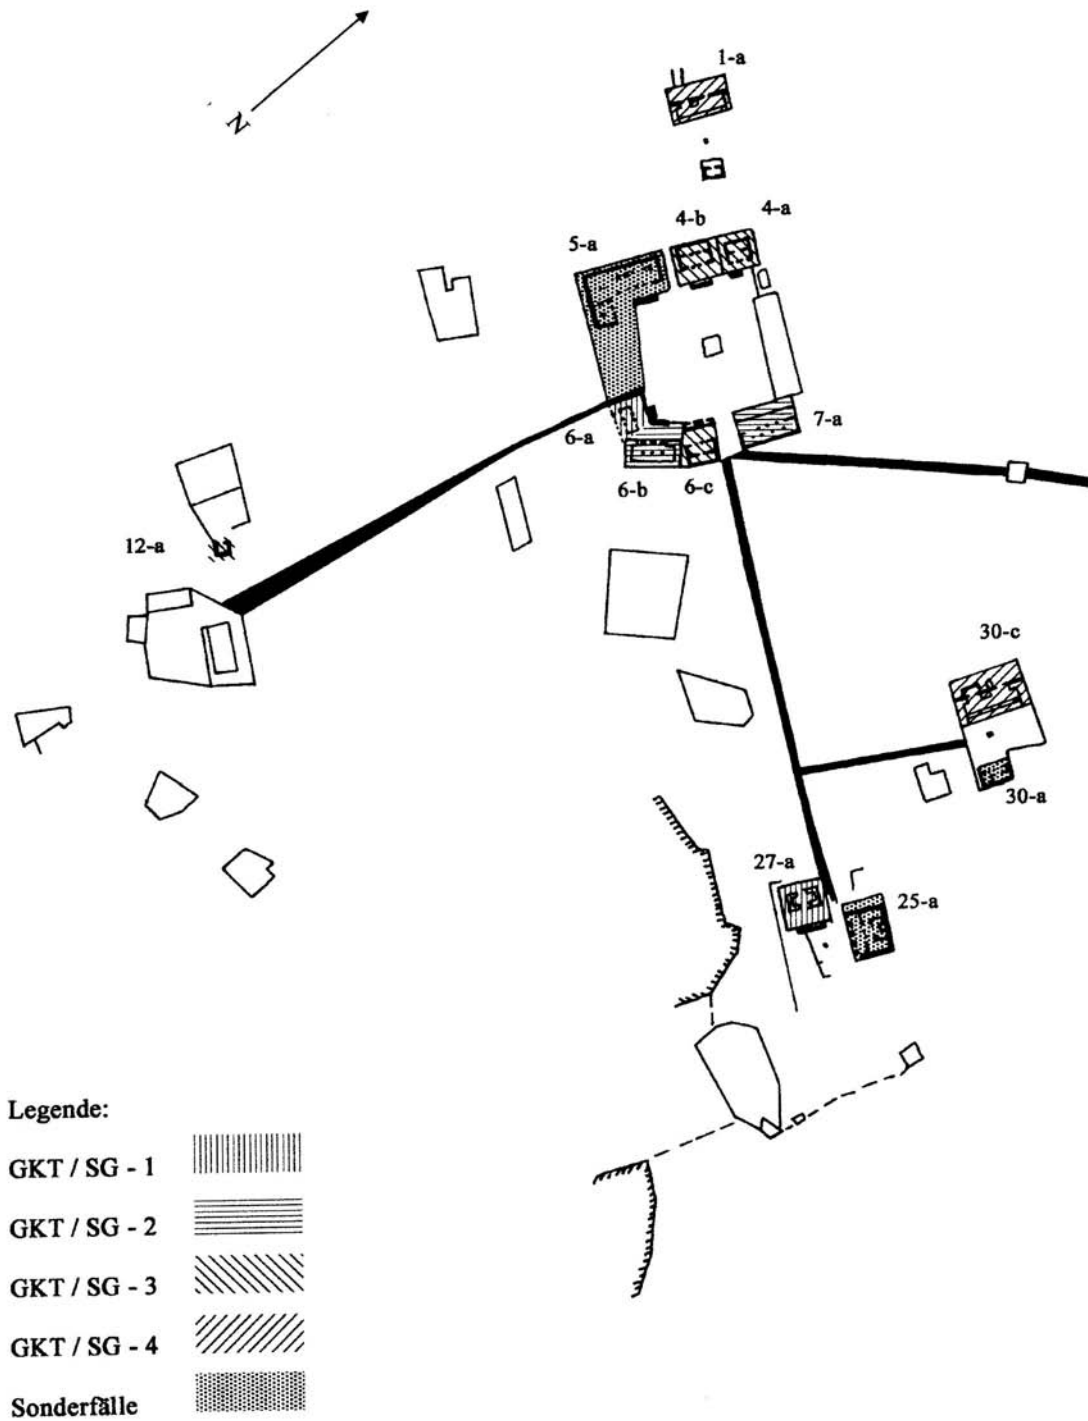 N
1-a
4-b
4-a
5-a
6-a
7-a
6-b
6-c
12-a
30-c
30-a
27-a
25-a
Legende:
GKT / SG - 1
GKT / SG - 2
GKT / SG - 3
GKT / SG - 4
Sonderfälle